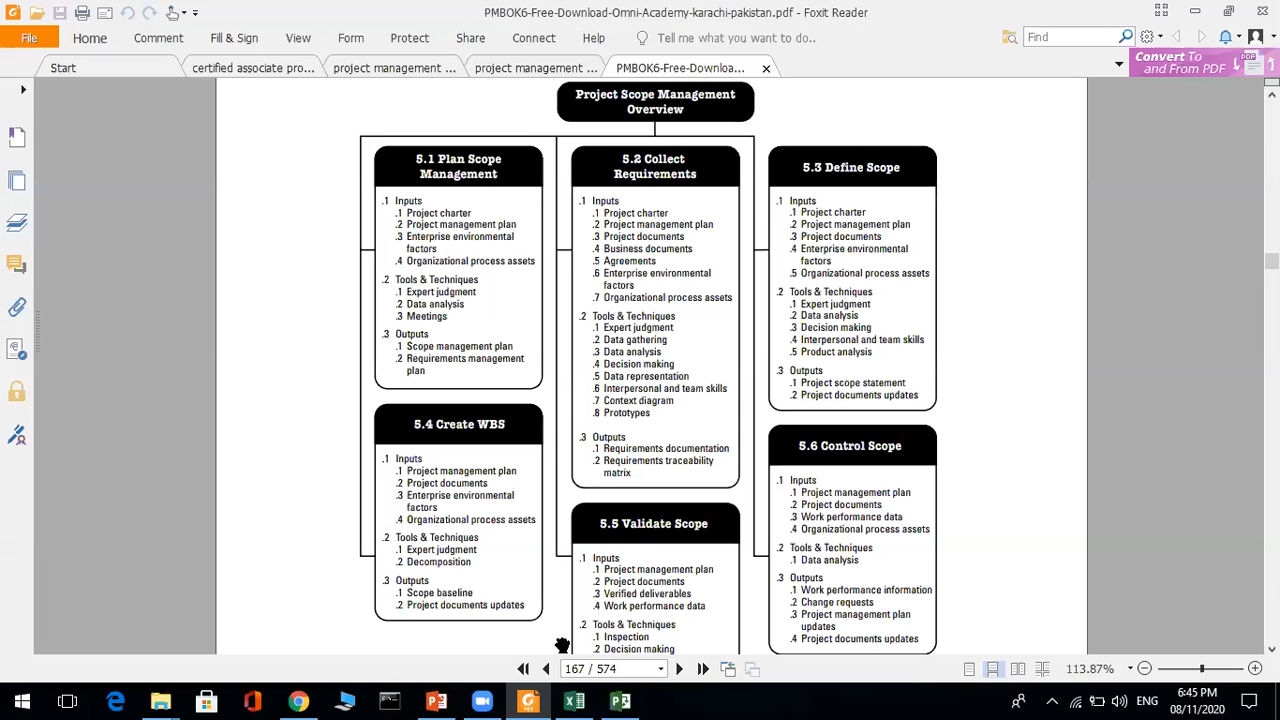 PMBOK6-Free-Download-Omni-Academy-karachi-pakistan.pdf - Foxit Reader
File Home Comment Fill & Sign View Form Protect Share Connect Help Tell me what you want to do.. Find
Start certified associate pro... project management ... project management ... PMBOK6-Free-Downloa...
Convert To
and From PDF
Project Scope Management
Overview
5.1 Plan Scope
Management
.1 Inputs
.1 Project charter
.2 Project management plan
.3 Enterprise environmental
factors
.4 Organizational process assets
.2 Tools & Techniques
.1 Expert judgment
.2 Data analysis
.3 Meetings
.3 Outputs
.1 Scope management plan
.2 Requirements management
plan
5.2 Collect
Requirements
.1 Inputs
.1 Project charter
.2 Project management plan
.3 Project documents
.4 Business documents
.5 Agreements
.6 Enterprise environmental
factors
.7 Organizational process assets
.2 Tools & Techniques
.1 Expert judgment
.2 Data gathering
.3 Data analysis
.4 Decision making
.5 Data representation
.6 Interpersonal and team skills
.7 Context diagram
.8 Prototypes
.3 Outputs
.1 Requirements documentation
.2 Requirements traceability
matrix
5.3 Define Scope
.1 Inputs
.1 Project charter
.2 Project management plan
.3 Project documents
.4 Enterprise environmental
factors
.5 Organizational process assets
.2 Tools & Techniques
.1 Expert judgment
.2 Data analysis
.3 Decision making
.4 Interpersonal and team skills
.5 Product analysis
.3 Outputs
.1 Project scope statement
.2 Project documents updates
5.4 Create WBS
.1 Inputs
.1 Project management plan
.2 Project documents
.3 Enterprise environmental
factors
.4 Organizational process assets
.2 Tools & Techniques
.1 Expert judgment
.2 Decomposition
.3 Outputs
.1 Scope baseline
.2 Project documents updates
5.5 Validate Scope
.1 Inputs
.1 Project management plan
.2 Project documents
.3 Verified deliverables
.4 Work performance data
.2 Tools & Techniques
.1 Inspection
.2 Decision making
5.6 Control Scope
.1 Inputs
.1 Project management plan
.2 Project documents
.3 Work performance data
.4 Organizational process assets
.2 Tools & Techniques
.1 Data analysis
.3 Outputs
.1 Work performance information
.2 Change requests
.3 Project management plan
updates
.4 Project documents updates
167 / 574
113.87%
ENG
6:45 PM
08/11/2020